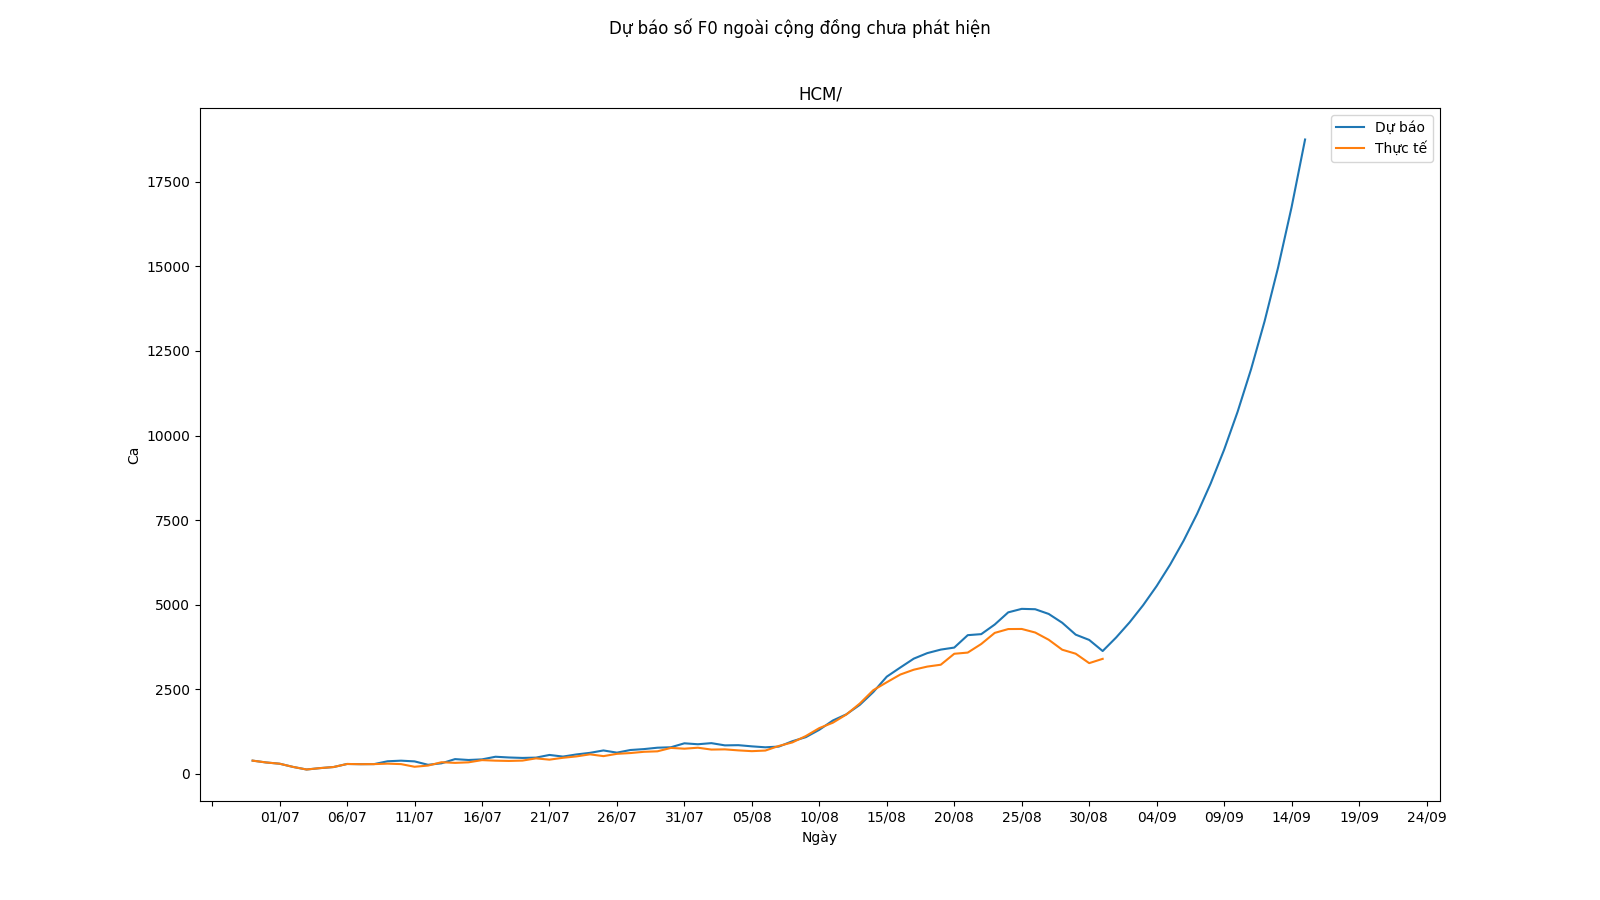 Dự báo số F0 ngoài cộng đồng chưa phát hiện
HCM/
Dự báo
Thực tế
17500
15000
12500
10000
7500
5000
2500
0
Ca
01/07 06/07 11/07 16/07 21/07 26/07 31/07 05/08 10/08 15/08 20/08 25/08 30/08 04/09 09/09 14/09 19/09 24/09
Ngày